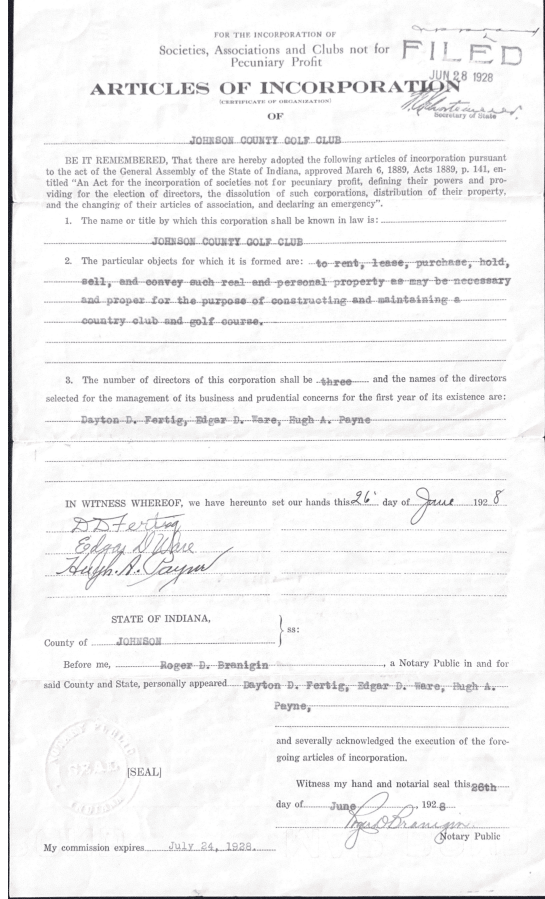 FOR THE INCORPORATION OF
Societies, Associations and Clubs not for
Pecuniary Profit
FILED
JUN 28 1928
Secretary of State
ARTICLES OF INCORPORATION
(CERTIFICATE OF ORGANIZATION)
OF
JOHNSON COUNTY GOLF CLUB
BE IT REMEMBERED, That there are hereby adopted the following articles of incorporation pursuant
to the act of the General Assembly of the State of Indiana, approved March 6, 1889, Acts 1889, p. 141, en-
titled "An Act for the incorporation of societies not for pecuniary profit, defining their powers and pro-
viding for the election of directors, the dissolution of such corporations, distribution of their property,
and the changing of their articles of association, and declaring an emergency".
1. The name or title by which this corporation shall be known in law is:
JOHNSON COUNTY GOLF CLUB
2. The particular objects for which it is formed are: to rent, lease, purchase, hold,
sell, and convey such real and personal property as may be necessary
and proper for the purpose of constructing and maintaining a
country club and golf course.
3. The number of directors of this corporation shall be three and the names of the directors
selected for the management of its business and prudential concerns for the first year of its existence are:
Dayton D. Fertig, Edgar D. Ware, Hugh A. Payne
IN WITNESS WHEREOF, we have hereunto set our hands this 26' day of June 1928
D D Fertig
Edgar D Ware
Hugh. A. Payne
STATE OF INDIANA,
ss:
County of JOHNSON
Before me, Roger D. Branigin, a Notary Public in and for
said County and State, personally appeared Dayton D. Fertig, Edgar D. Ware, Hugh A.
Payne,
and severally acknowledged the execution of the fore-
going articles of incorporation.
[SEAL]
Witness my hand and notarial seal this 26th
day of June, 1928
Roger D Branigin
Notary Public
My commission expires July 24, 1928.